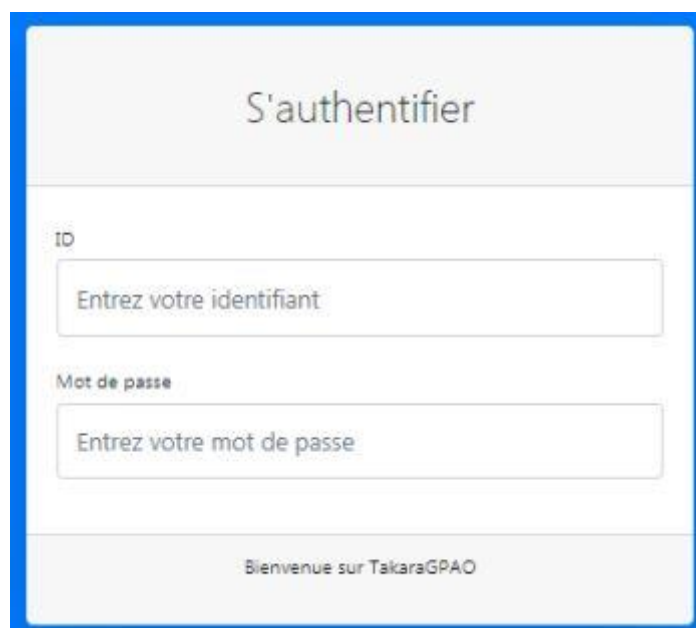 S'authentifier
ID
Entrez votre identifiant
Mot de passe
Entrez votre mot de passe
Bienvenue sur TakaraGPAO